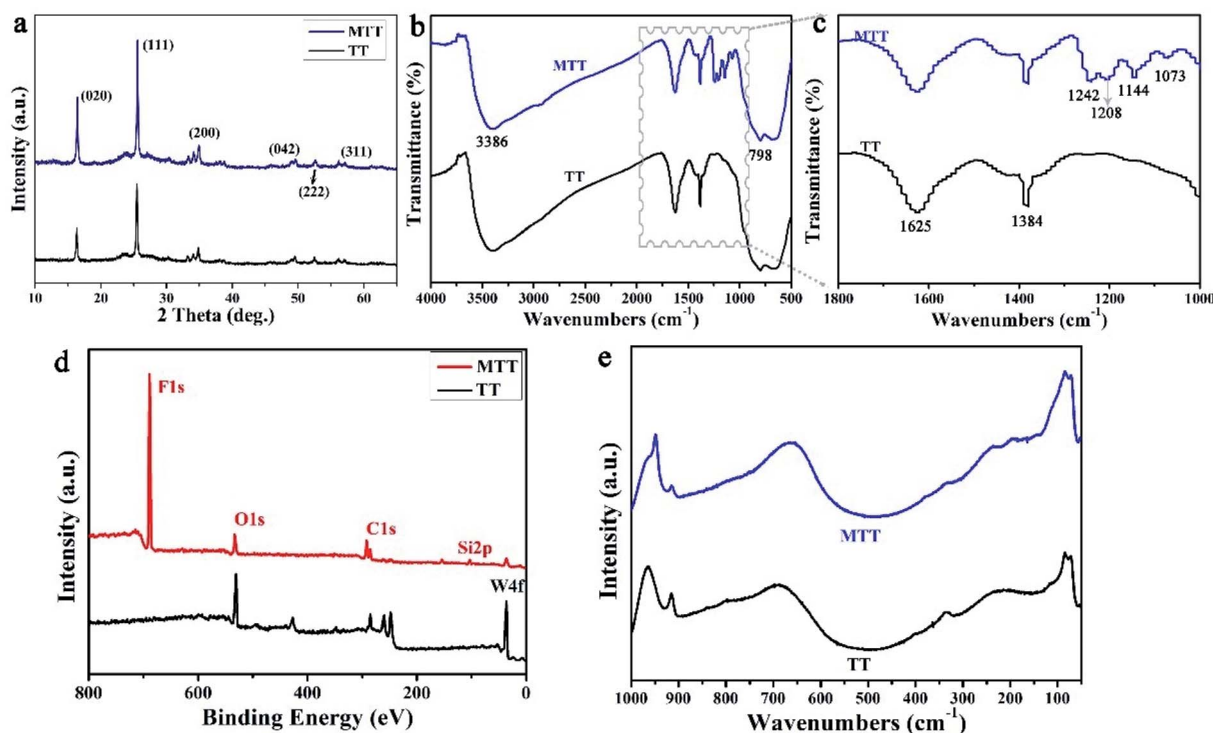 a
MTT
TT
(111)
(020)
(200)
(042)
(311)
(222)
Intensity (a.u.)
10 20 30 40 50 60
2 Theta (deg.)
b
MTT
3386
798
TT
Transmittance (%)
4000 3500 3000 2500 2000 1500 1000 500
Wavenumbers (cm⁻¹)
c
MTT
1073
1242
1144
1208
TT
1625
1384
Transmittance (%)
1800 1600 1400 1200 1000
Wavenumbers (cm⁻¹)
d
MTT
TT
F1s
O1s
C1s
Si2p
W4f
Intensity (a.u.)
800 600 400 200 0
Binding Energy (eV)
e
MTT
TT
Intensity (a.u.)
1000 900 800 700 600 500 400 300 200 100
Wavenumbers (cm⁻¹)